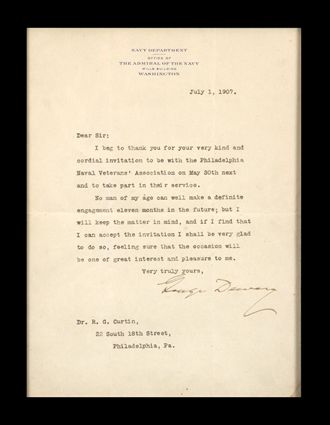 NAVY DEPARTMENT
OFFICE OF
THE ADMIRAL OF THE NAVY
MILLS BUILDING
WASHINGTON
July 1, 1907.
Dear Sir:
I beg to thank you for your very kind and
cordial invitation to be with the Philadelphia
Naval Veterans' Association on May 30th next
and to take part in their service.
No man of my age can well make a definite
engagment eleven months in the future; but I
will keep the matter in mind, and if I find that
I can accept the invitation I shall be very glad
to do so, feeling sure that the occasion will
be one of great interest and pleasure to me.
Very truly yours,
George Dewey
Dr. R. G. Curtin,
22 South 18th Street,
Philadelphia, Pa.